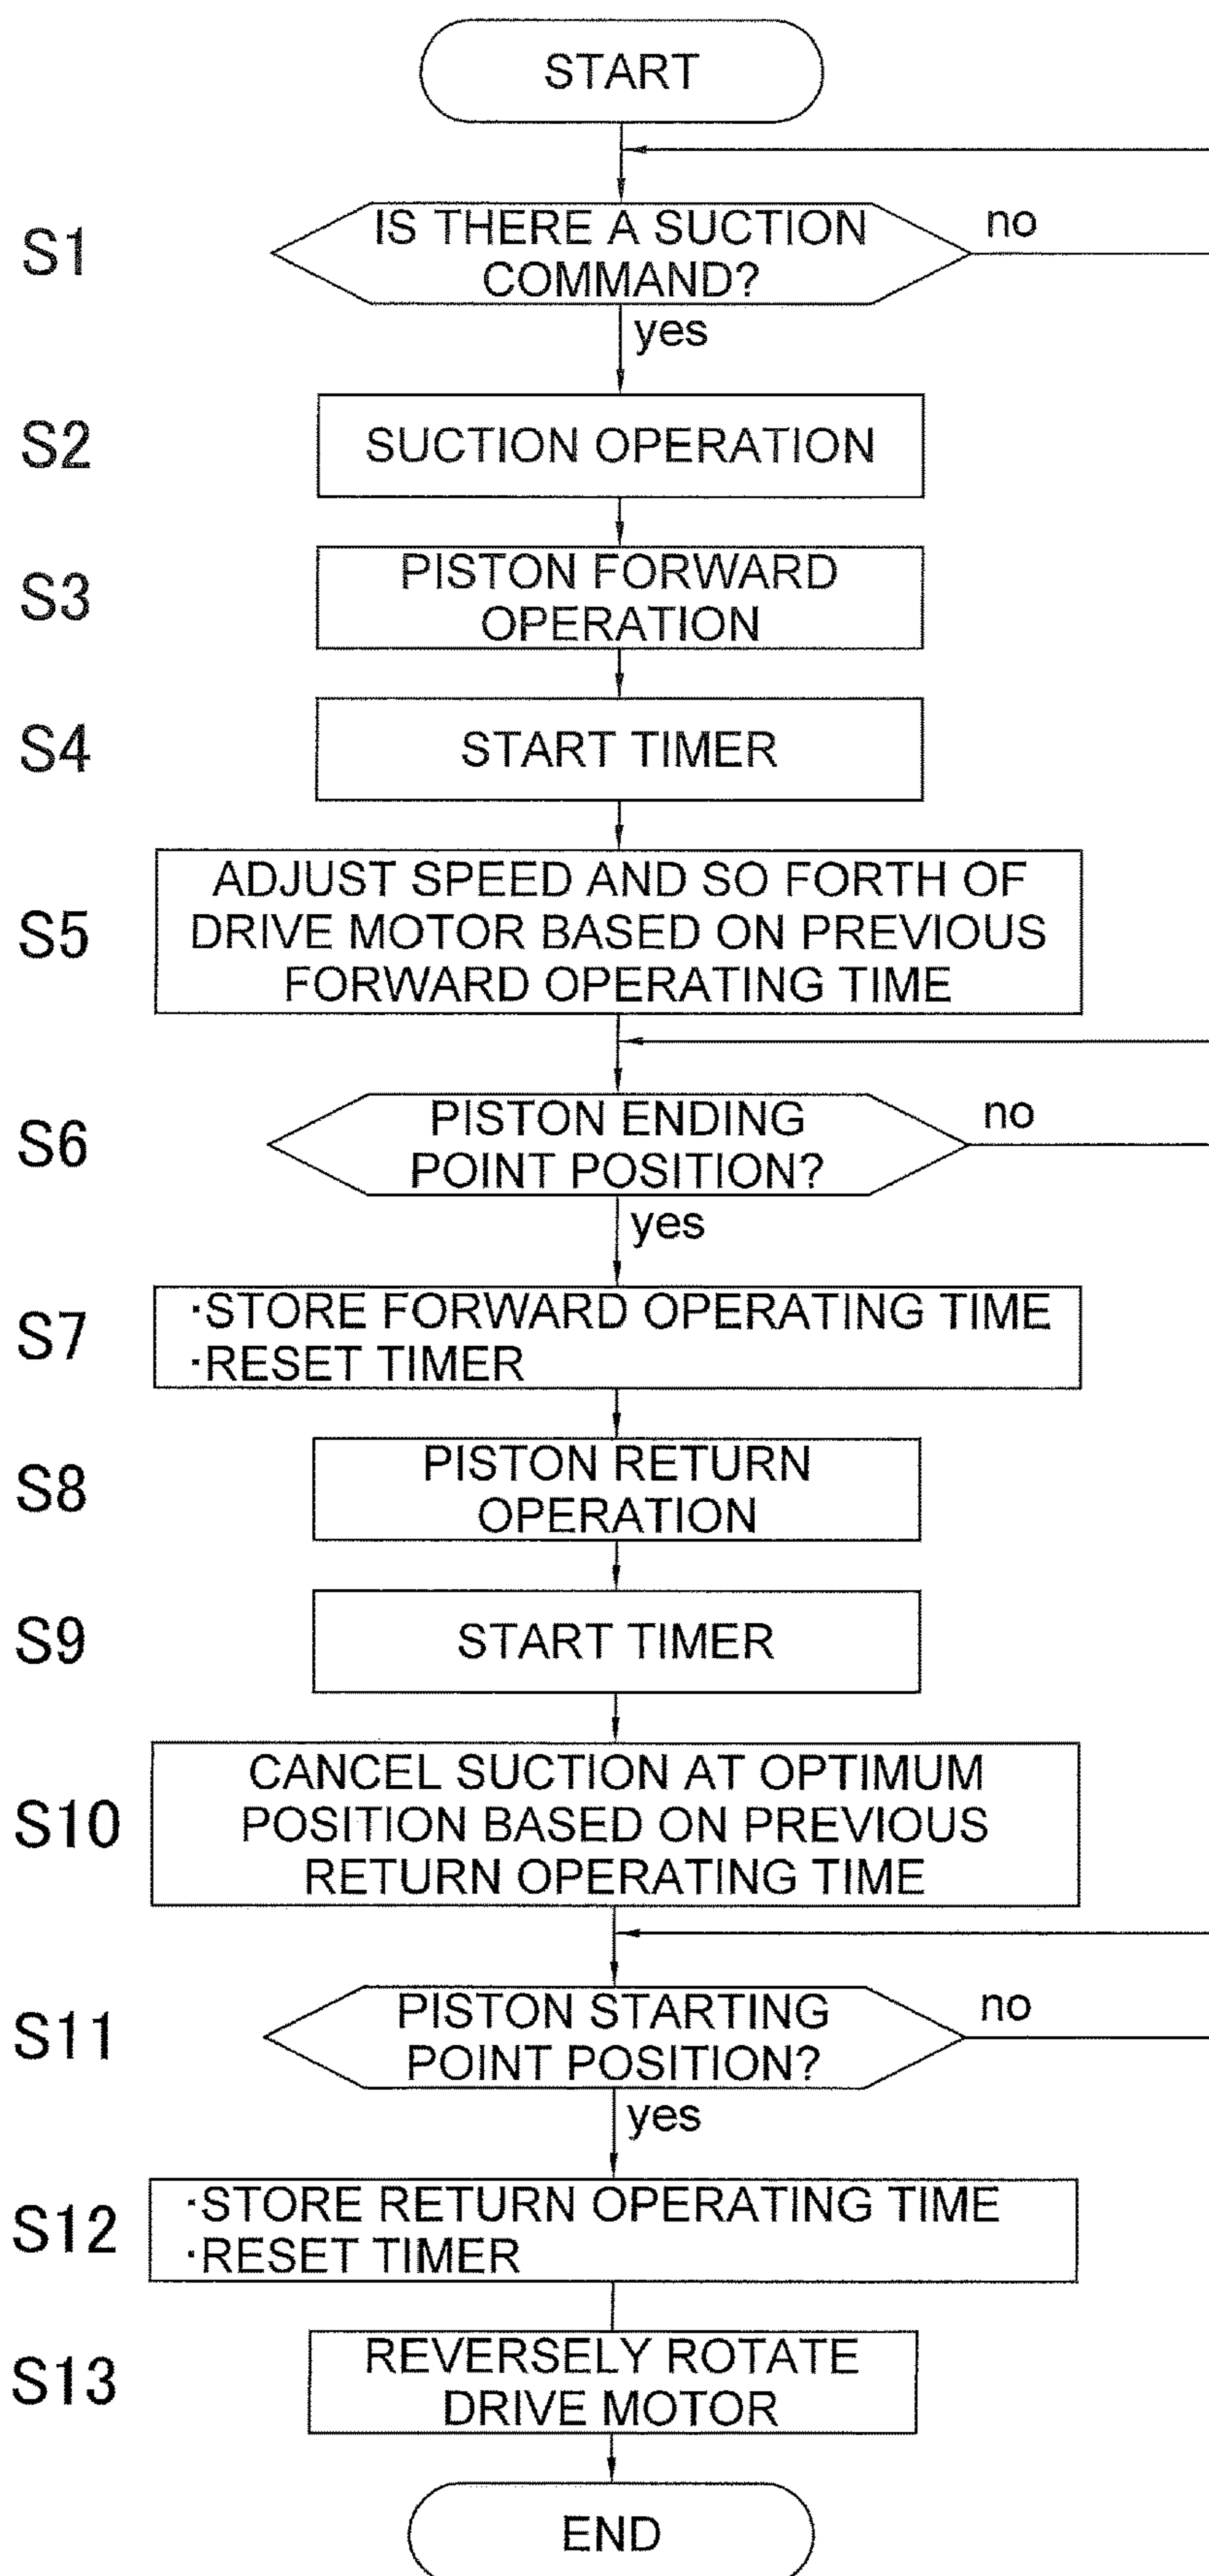 START
S1
IS THERE A SUCTION
COMMAND?
no
yes
S2
SUCTION OPERATION
S3
PISTON FORWARD
OPERATION
S4
START TIMER
S5
ADJUST SPEED AND SO FORTH OF
DRIVE MOTOR BASED ON PREVIOUS
FORWARD OPERATING TIME
S6
PISTON ENDING
POINT POSITION?
no
yes
S7
·STORE FORWARD OPERATING TIME
·RESET TIMER
S8
PISTON RETURN
OPERATION
S9
START TIMER
S10
CANCEL SUCTION AT OPTIMUM
POSITION BASED ON PREVIOUS
RETURN OPERATING TIME
S11
PISTON STARTING
POINT POSITION?
no
yes
S12
·STORE RETURN OPERATING TIME
·RESET TIMER
S13
REVERSELY ROTATE
DRIVE MOTOR
END